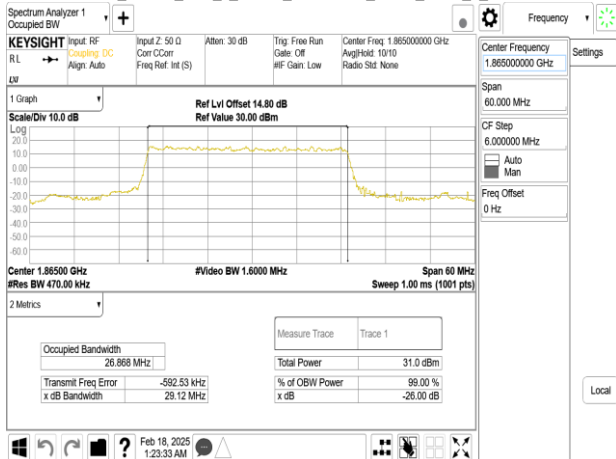 Spectrum Analyzer 1
Occupied BW
+
Frequency
KEYSIGHT
RL
LXI
Input: RF
Coupling: DC
Align: Auto
Input Z: 50 Ω
Corr CCorr
Freq Ref: Int (S)
Atten: 30 dB
Trig: Free Run
Gate: Off
#IF Gain: Low
Center Freq: 1.865000000 GHz
Avg|Hold: 10/10
Radio Std: None
Center Frequency
1.865000000 GHz
Settings
Span
60.000 MHz
CF Step
6.000000 MHz
Auto
Man
Freq Offset
0 Hz
Local
1 Graph
Scale/Div 10.0 dB
Ref Lvl Offset 14.80 dB
Ref Value 30.00 dBm
Log
20.0
10.0
0.00
-10.0
-20.0
-30.0
-40.0
-50.0
-60.0
Center 1.86500 GHz
#Res BW 470.00 kHz
#Video BW 1.6000 MHz
Span 60 MHz
Sweep 1.00 ms (1001 pts)
2 Metrics
Occupied Bandwidth
26.868 MHz
Transmit Freq Error -592.53 kHz
x dB Bandwidth 29.12 MHz
Measure Trace Trace 1
Total Power 31.0 dBm
% of OBW Power 99.00 %
x dB -26.00 dB
?
Feb 18, 2025
1:23:33 AM